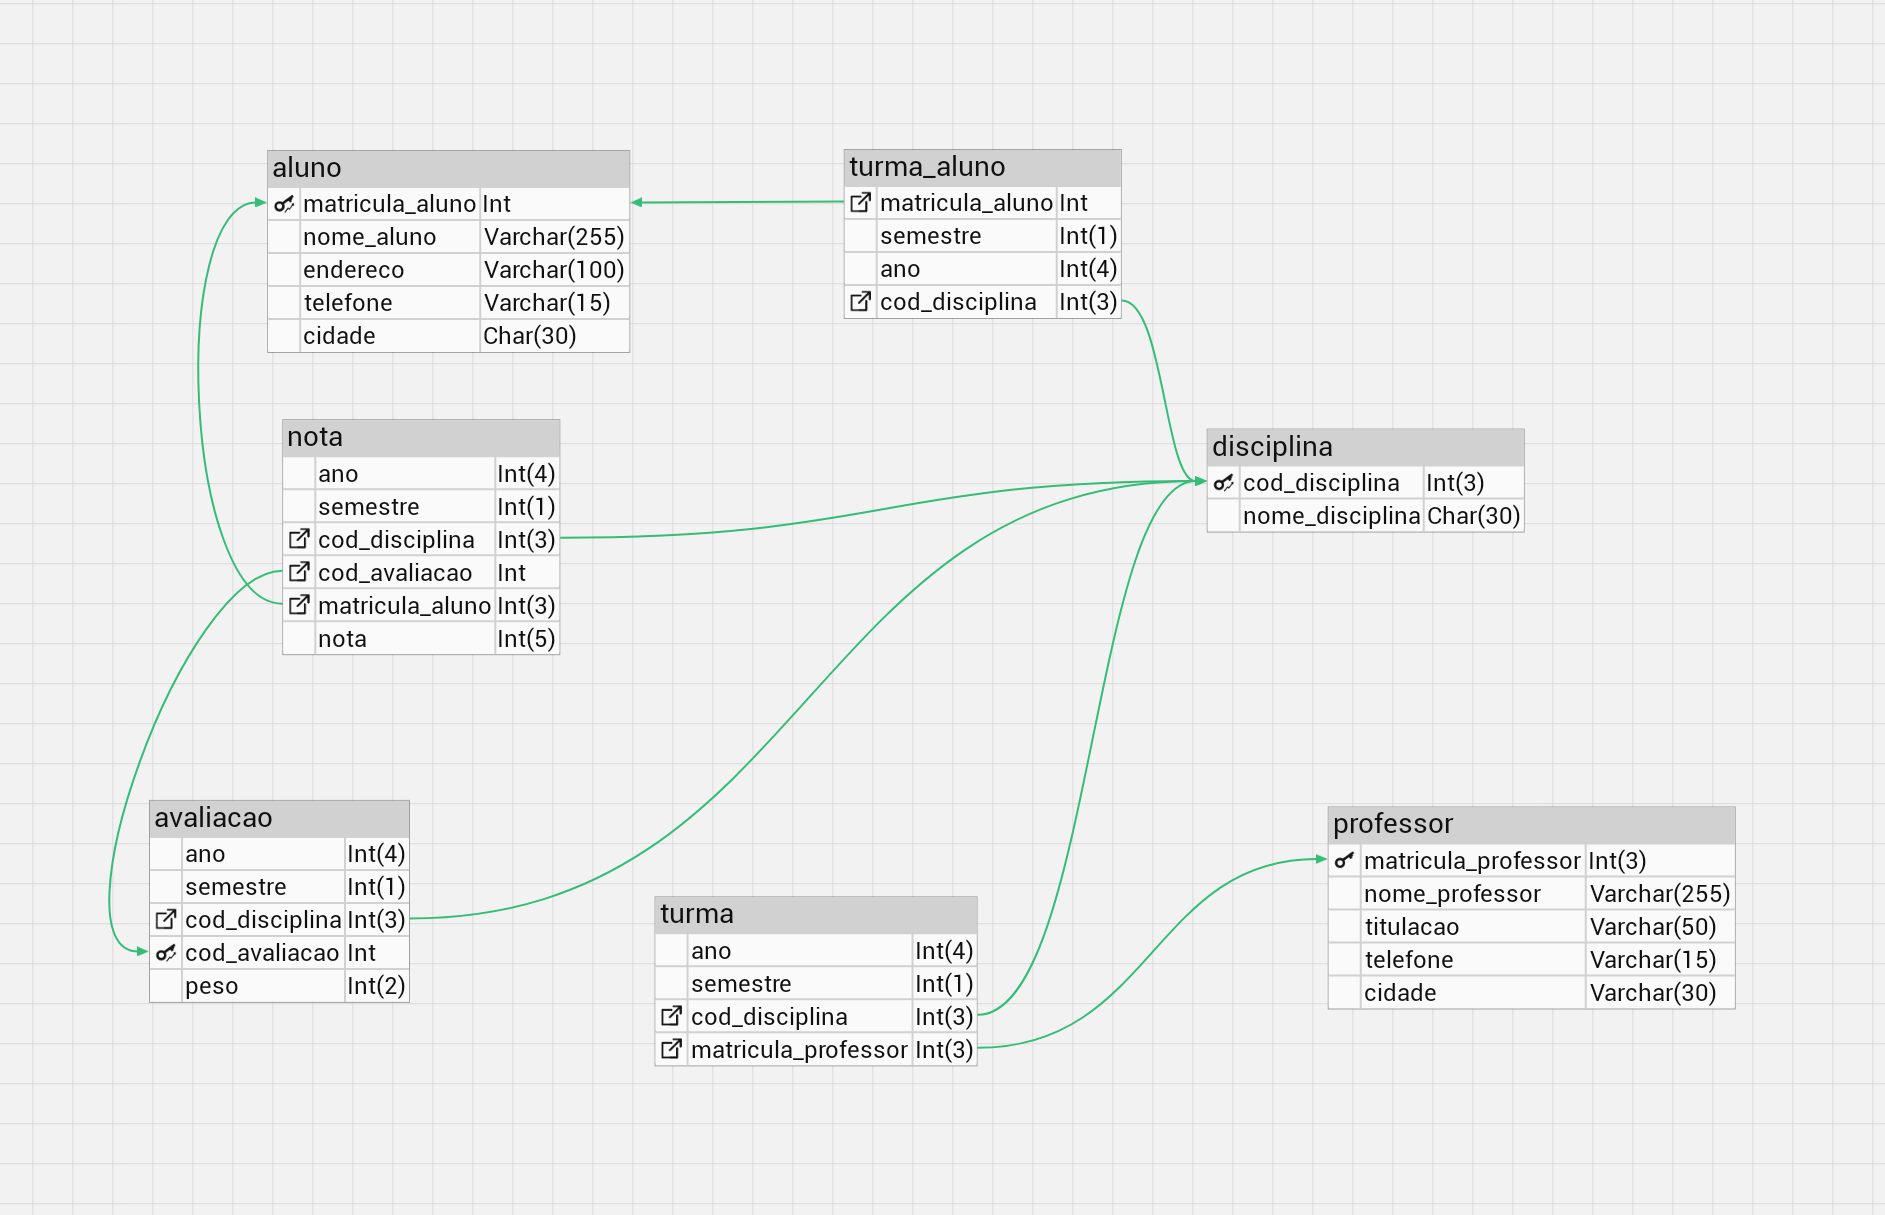 aluno
matricula_aluno Int
nome_aluno Varchar(255)
endereco Varchar(100)
telefone Varchar(15)
cidade Char(30)
turma_aluno
matricula_aluno Int
semestre Int(1)
ano Int(4)
cod_disciplina Int(3)
nota
ano Int(4)
semestre Int(1)
cod_disciplina Int(3)
cod_avaliacao Int
matricula_aluno Int(3)
nota Int(5)
disciplina
cod_disciplina Int(3)
nome_disciplina Char(30)
avaliacao
ano Int(4)
semestre Int(1)
cod_disciplina Int(3)
cod_avaliacao Int
peso Int(2)
turma
ano Int(4)
semestre Int(1)
cod_disciplina Int(3)
matricula_professor Int(3)
professor
matricula_professor Int(3)
nome_professor Varchar(255)
titulacao Varchar(50)
telefone Varchar(15)
cidade Varchar(30)